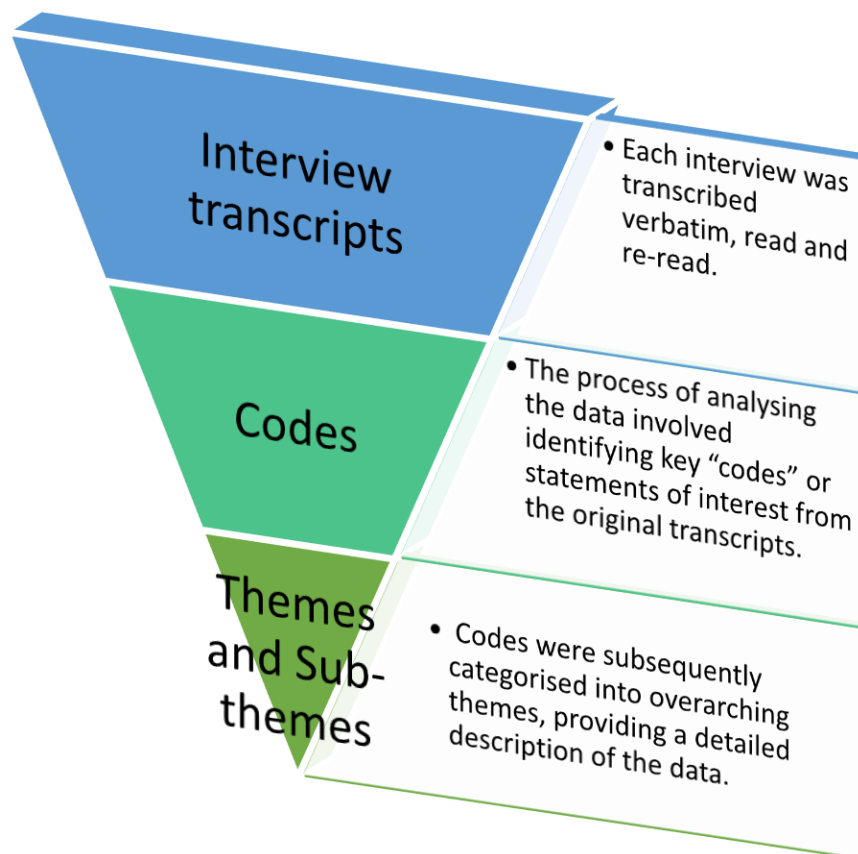 Interview
transcripts
• Each interview was
transcribed
verbatim, read and
re-read.
Codes
• The process of analysing
the data involved
identifying key “codes” or
statements of interest from
the original transcripts.
Themes
and Sub-
themes
• Codes were subsequently
categorised into overarching
themes, providing a detailed
description of the data.